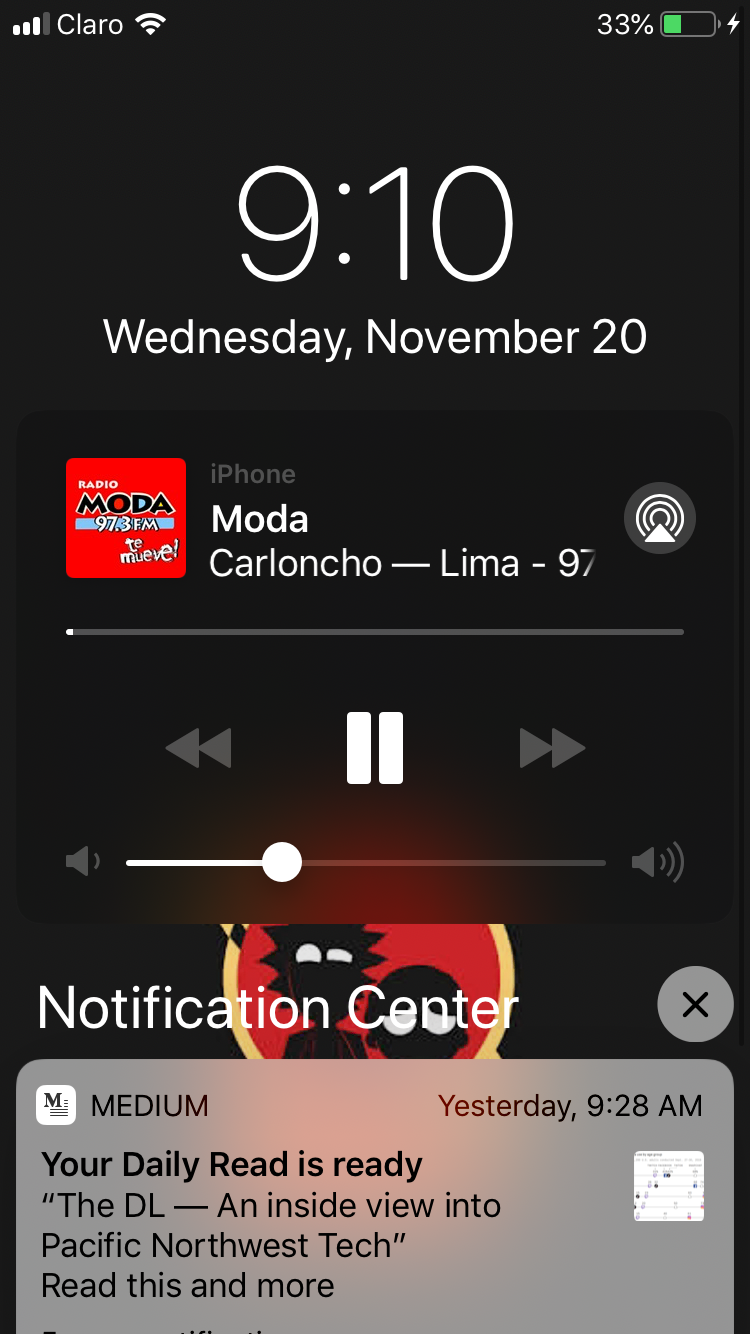 Claro
33%
9:10
Wednesday, November 20
RADIO
MODA
97.3 FM
te
mueve!
iPhone
Moda
Carloncho — Lima - 97
Notification Center
MEDIUM
Yesterday, 9:28 AM
Your Daily Read is ready
“The DL — An inside view into
Pacific Northwest Tech”
Read this and more